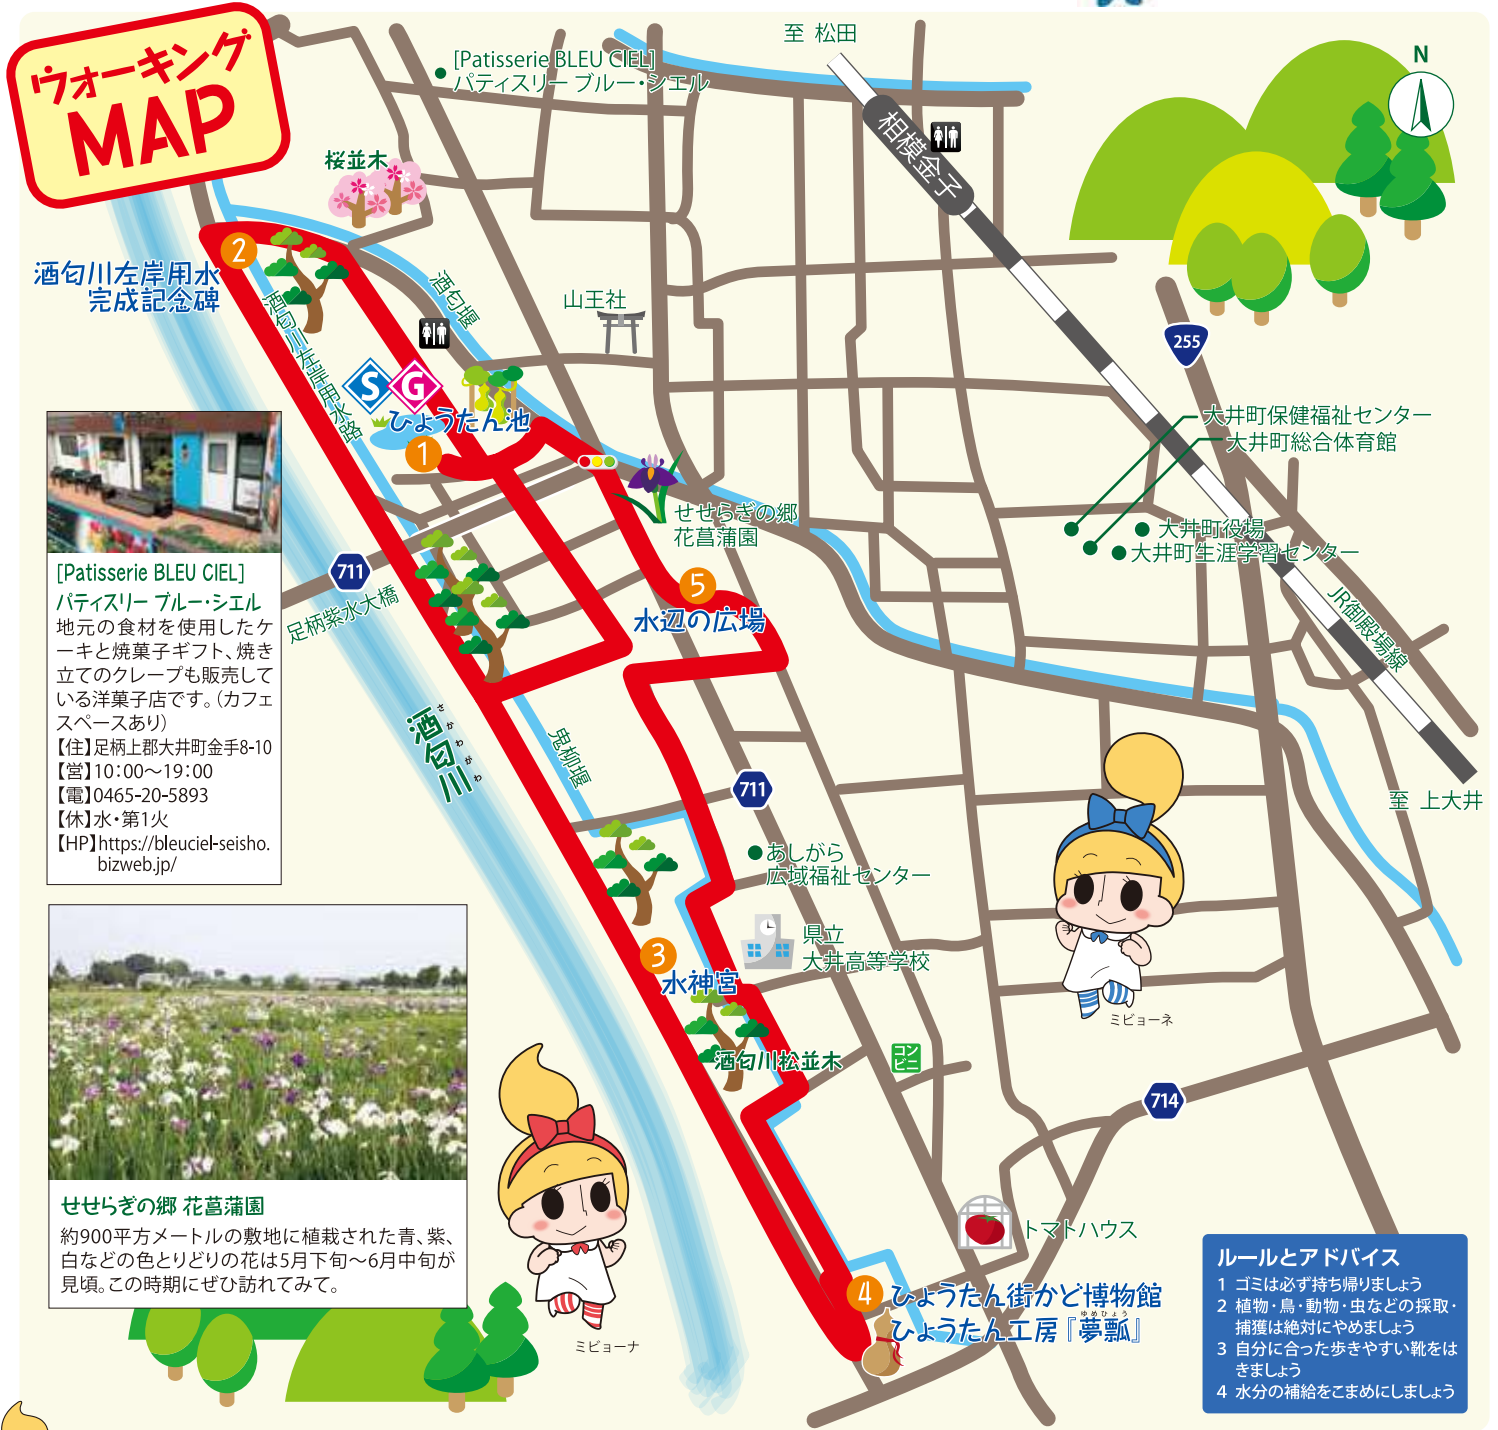 ウォーキング
MAP
至 松田
[Patisserie BLEU CIEL]
パティスリー ブルー・シエル
相模金子
N
桜並木
2
酒匂川左岸用水
完成記念碑
酒匂川左岸用水路
酒匂堰
山王社
255
S
G
ひょうたん池
1
大井町保健福祉センター
大井町総合体育館
せせらぎの郷
花菖蒲園
大井町役場
大井町生涯学習センター
JR御殿場線
711
足柄紫水大橋
5
水辺の広場
[Patisserie BLEU CIEL]
パティスリー ブルー・シエル
地元の食材を使用したケ
ーキと焼菓子ギフト、焼き
立てのクレープも販売して
いる洋菓子店です。(カフェ
スペースあり)
【住】足柄上郡大井町金手8-10
【営】10:00〜19:00
【電】0465-20-5893
【休】水・第1火
【HP】https://bleuciel-seisho.
bizweb.jp/
酒匂川
さかわがわ
鬼柳堰
711
至 上大井
あしがら
広域福祉センター
県立
大井高等学校
3
水神宮
酒匂川松並木
コン
ビニ
ミビョーネ
714
せせらぎの郷 花菖蒲園
約900平方メートルの敷地に植栽された青、紫、
白などの色とりどりの花は5月下旬〜6月中旬が
見頃。この時期にぜひ訪れてみて。
ミビョーナ
トマトハウス
4
ひょうたん街かど博物館
ゆめひょう
ひょうたん工房『夢瓢』
ルールとアドバイス
1 ゴミは必ず持ち帰りましょう
2 植物・鳥・動物・虫などの採取・
捕獲は絶対にやめましょう
3 自分に合った歩きやすい靴をは
きましょう
4 水分の補給をこまめにしましょう